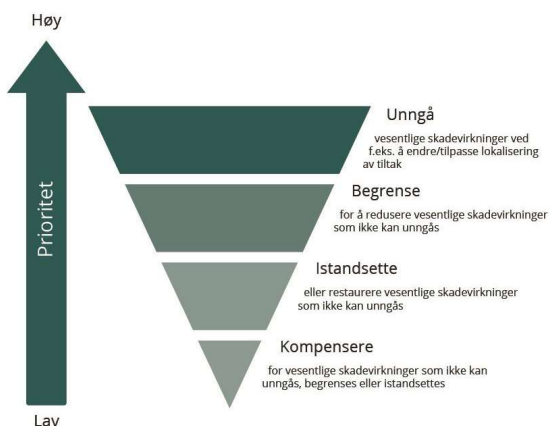 Høy
Prioritet
Unngå
vesentlige skadevirkninger ved
f.eks. å endre/tilpasse lokalisering
av tiltak
Begrense
for å redusere vesentlige skadevirkninger
som ikke kan unngås
Istandsette
eller restaurere vesentlige skadevirkninger
som ikke kan unngås
Kompensere
for vesentlige skadevirkninger som ikke kan
unngås, begrenses eller istandsettes
Lav